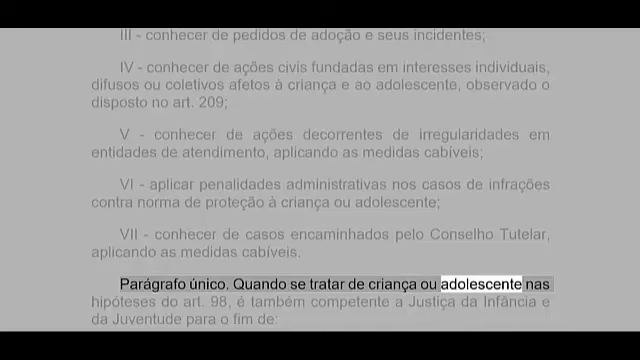 III - conhecer de pedidos de adoção e seus incidentes;
IV - conhecer de ações civis fundadas em interesses individuais,
difusos ou coletivos afetos à criança e ao adolescente, observado o
disposto no art. 209;
V - conhecer de ações decorrentes de irregularidades em
entidades de atendimento, aplicando as medidas cabíveis;
VI - aplicar penalidades administrativas nos casos de infrações
contra norma de proteção à criança ou adolescente;
VII - conhecer de casos encaminhados pelo Conselho Tutelar,
aplicando as medidas cabíveis.
Parágrafo único. Quando se tratar de criança ou adolescente nas
hipóteses do art. 98, é também competente a Justiça da Infância e
da Juventude para o fim de: